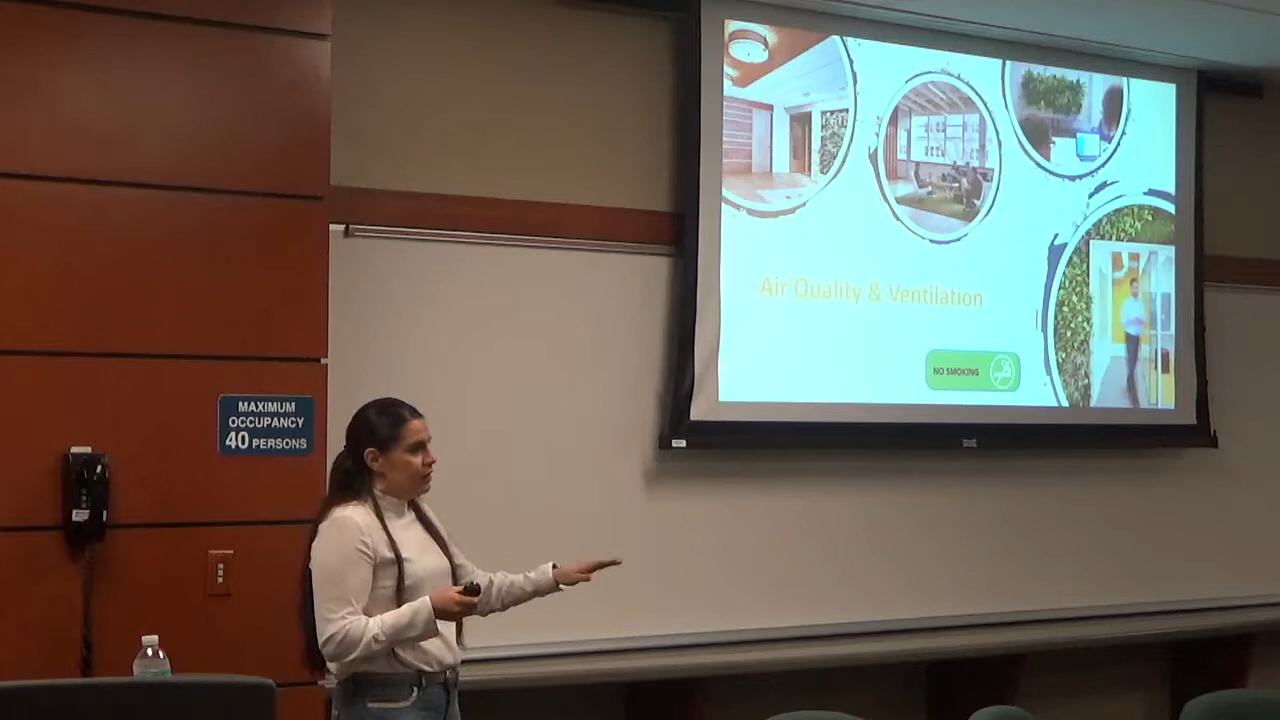 Air Quality & Ventilation
NO SMOKING
MAXIMUM
OCCUPANCY
40 PERSONS